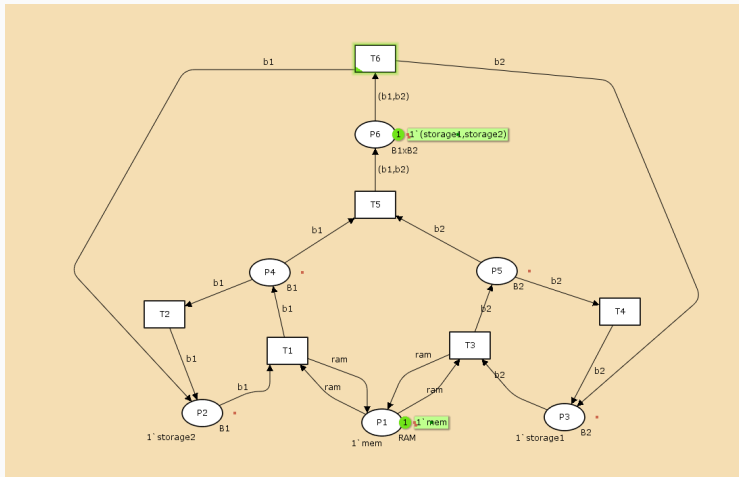 T6
b1
b2
(b1,b2)
P6
1
1`(storage1,storage2)
B1xB2
(b1,b2)
T5
b1
b2
P4
B1
P5
B2
b1
b2
T2
T4
b1
b2
T1
T3
b1
ram
ram
b2
ram
ram
b2
b1
P2
B1
1`storage2
P1
1
1`mem
1`mem
RAM
P3
B2
1`storage1